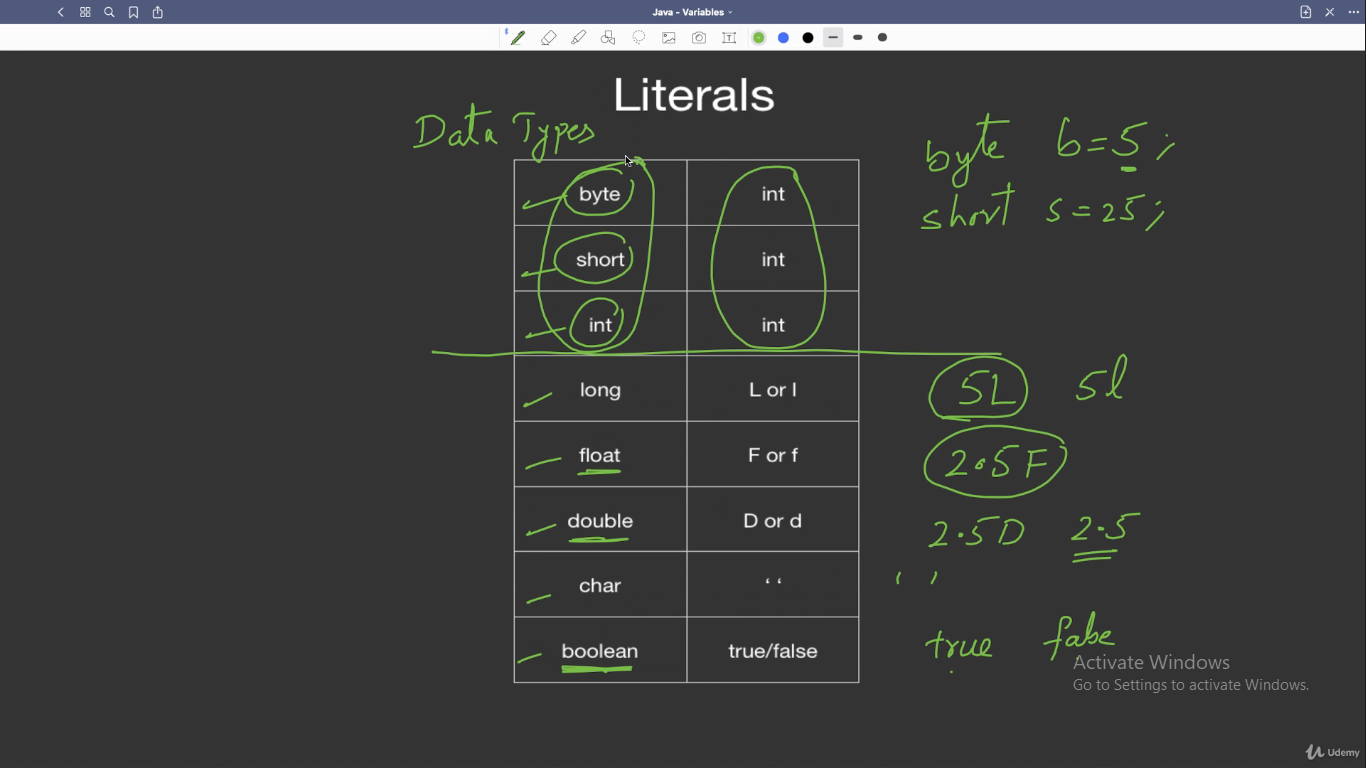 Java - Variables
Literals
Data Types
byte int
short int
int int
long L or l
float F or f
double D or d
char ‘ ‘
boolean true/false
byte b=5;
short s=25;
5L 5l
2.5F
2.5D 2.5
‘ ’
true false
Activate Windows
Go to Settings to activate Windows.
Udemy